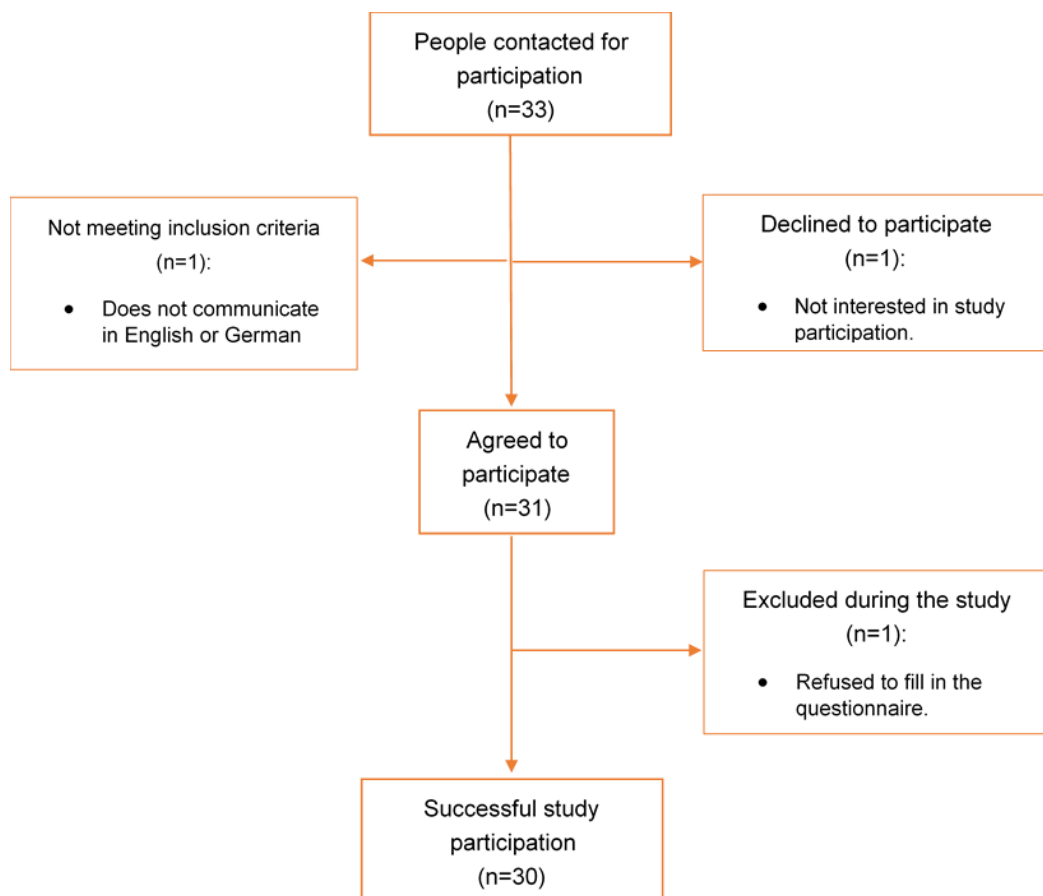 People contacted for
participation
(n=33)
Not meeting inclusion criteria
(n=1):
• Does not communicate
in English or German
Declined to participate
(n=1):
• Not interested in study
participation.
Agreed to
participate
(n=31)
Excluded during the study
(n=1):
• Refused to fill in the
questionnaire.
Successful study
participation
(n=30)